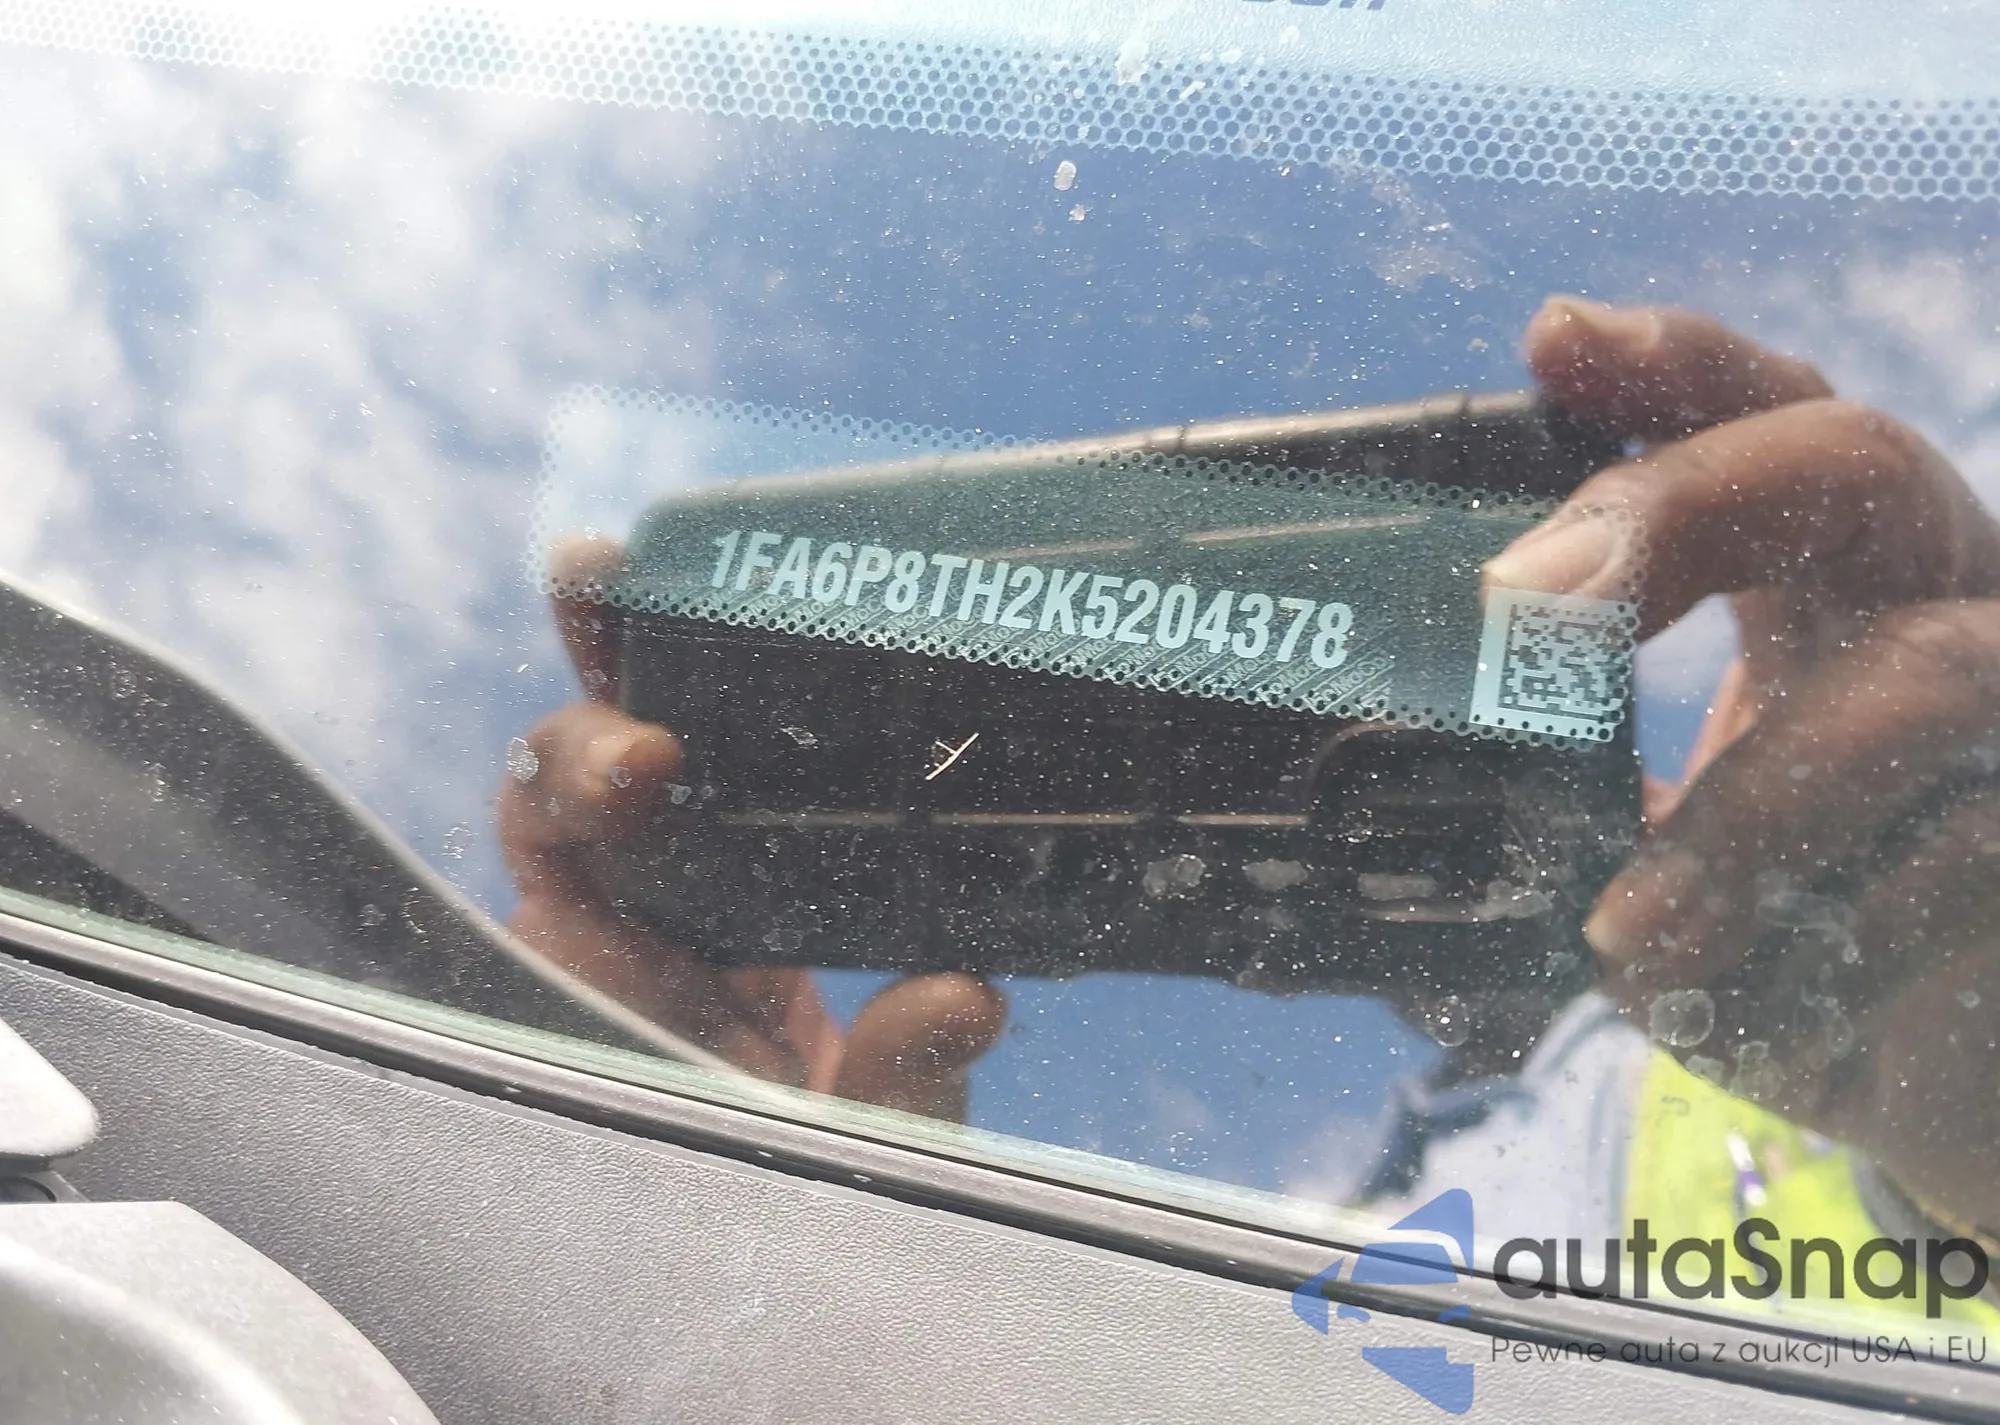 1FA6P8TH2K5204378
autaSnap
Pewne auta z aukcji USA i EU